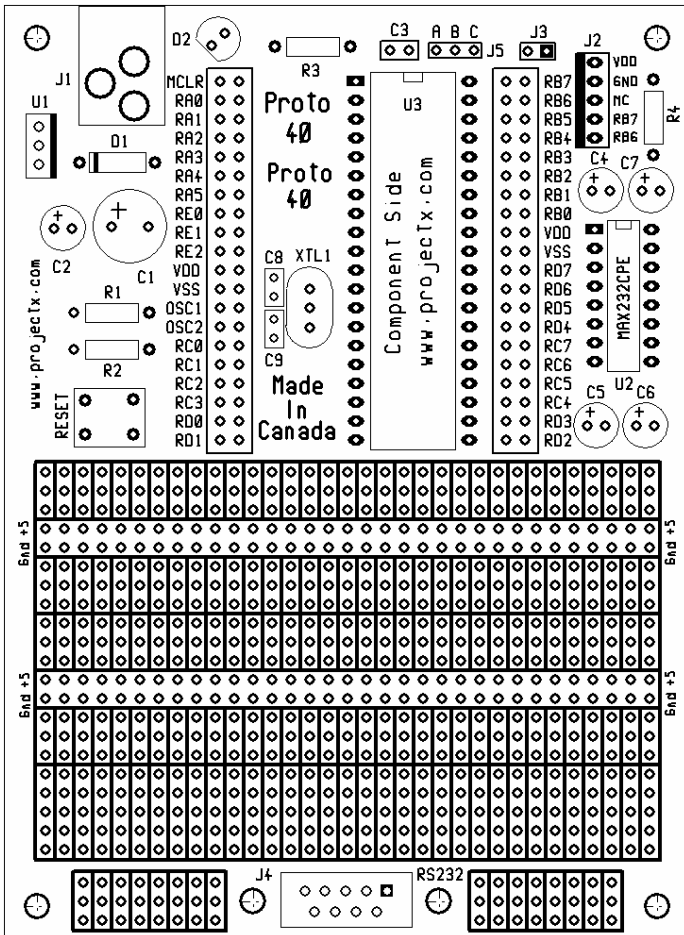 D2
C3
A B C
J3
J5
J2
J1
U1
R3
VDD
GND
MC
RB7
RB6
R4
D1
MCLR
RA0
RA1
RA2
RA3
RA4
RA5
RE0
RE1
RE2
VDD
VSS
OSC1
OSC2
RC0
RC1
RC2
RC3
RD0
RD1
Proto
40
Proto
40
U3
Component Side
www.projectx.com
RB7
RB6
RB5
RB4
RB3
RB2
RB1
RB0
VDD
VSS
RD7
RD6
RD5
RD4
RC7
RC6
RC5
RC4
RD3
RD2
C4
C7
+
+
MAX232CPE
U2
C5
C6
+
+
+
C2
+
C1
R1
R2
www.projectx.com
RESET
C8
XTL1
C9
Made
In
Canada
Gnd +5
Gnd +5
Gnd +5
Gnd +5
J4
RS232